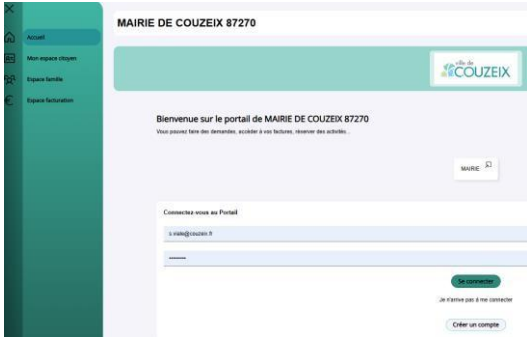 MAIRIE DE COUZEIX 87270
Accueil
Mon espace citoyen
Espace famille
Espace facturation
ville de
COUZEIX
Bienvenue sur le portail de MAIRIE DE COUZEIX 87270
Vous pouvez faire des demandes, accéder à vos factures, réserver des activités...
MAIRIE
Connectez-vous au Portail
@couzeix.fr
Se connecter
Je n'arrive pas à me connecter
Créer un compte